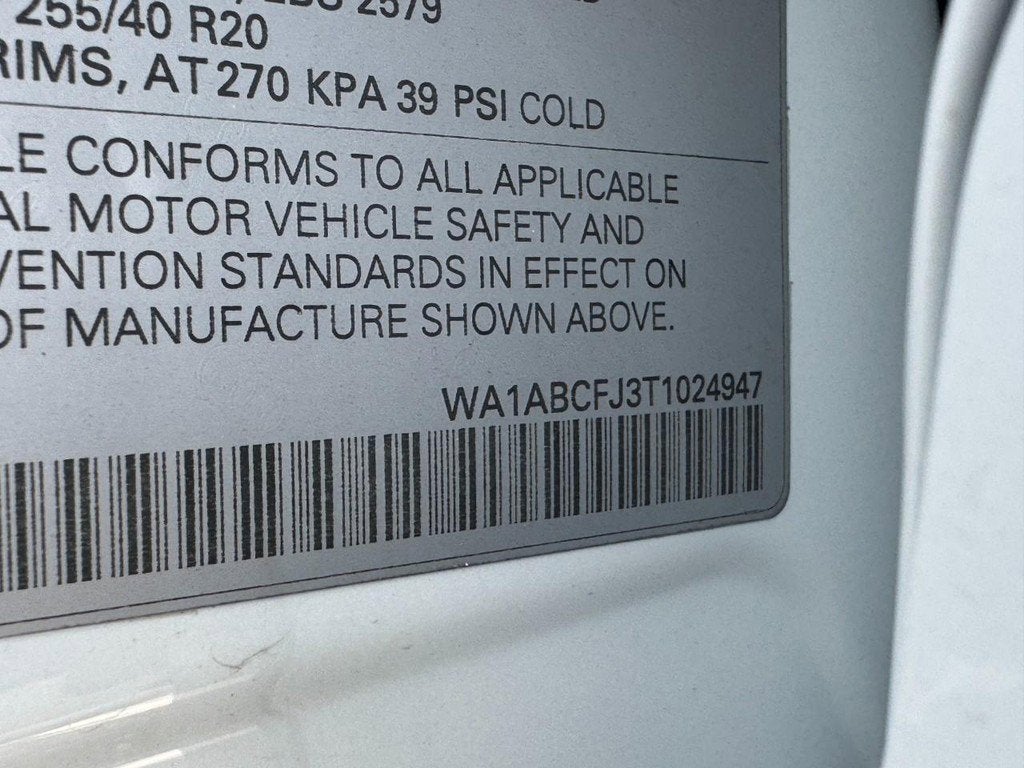 2579
255/40 R20
RIMS, AT 270 KPA 39 PSI COLD
LE CONFORMS TO ALL APPLICABLE
AL MOTOR VEHICLE SAFETY AND
VENTION STANDARDS IN EFFECT ON
OF MANUFACTURE SHOWN ABOVE.
WA1ABCFJ3T1024947